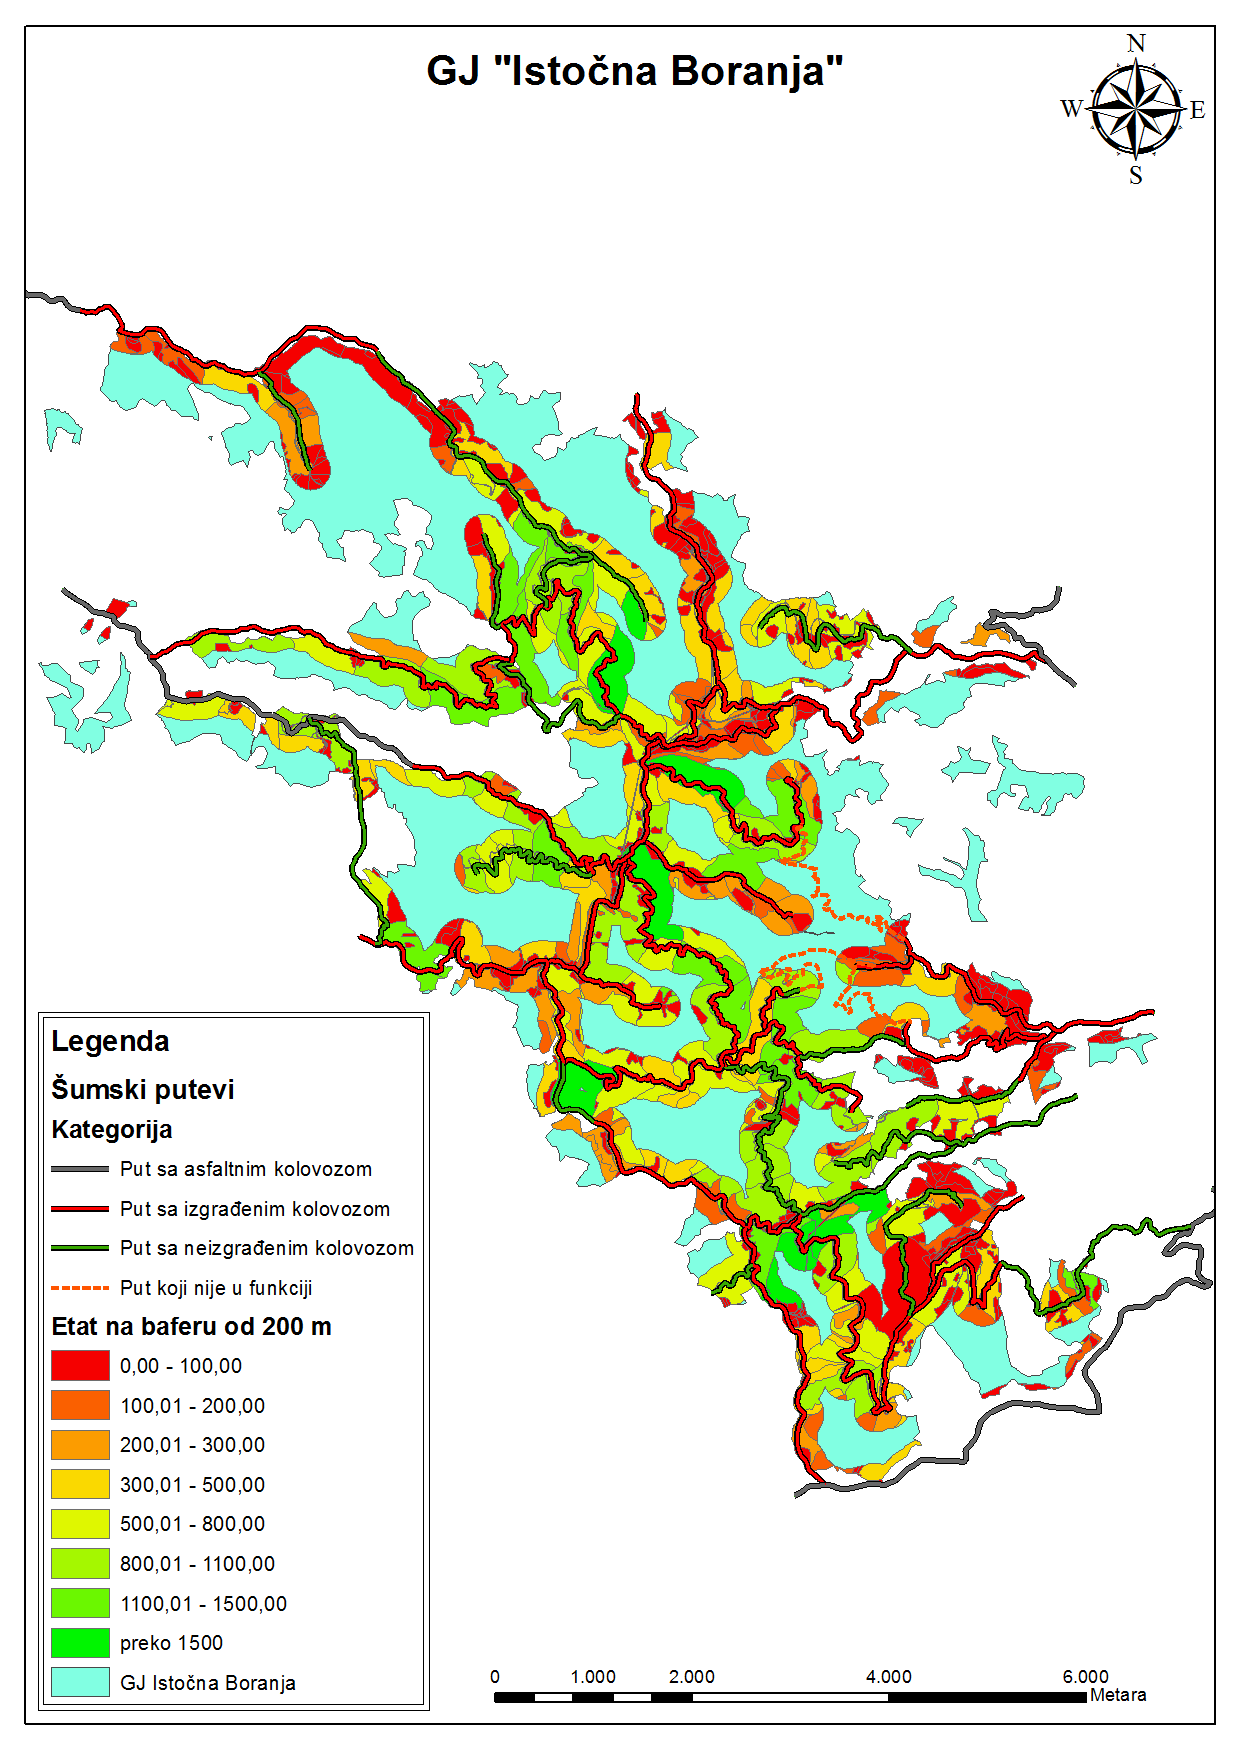 GJ "Istočna Boranja"
N
W
E
S
Legenda
Šumski putevi
Kategorija
Put sa asfaltnim kolovozom
Put sa izgrađenim kolovozom
Put sa neizgrađenim kolovozom
Put koji nije u funkciji
Etat na baferu od 200 m
0,00 - 100,00
100,01 - 200,00
200,01 - 300,00
300,01 - 500,00
500,01 - 800,00
800,01 - 1100,00
1100,01 - 1500,00
preko 1500
GJ Istočna Boranja
0 1.000 2.000 4.000 6.000
Metara